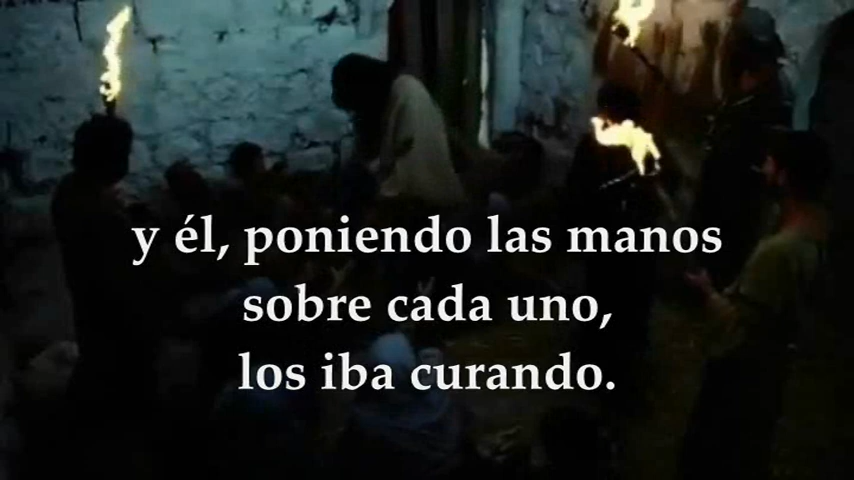 y él, poniendo las manos
sobre cada uno,
los iba curando.